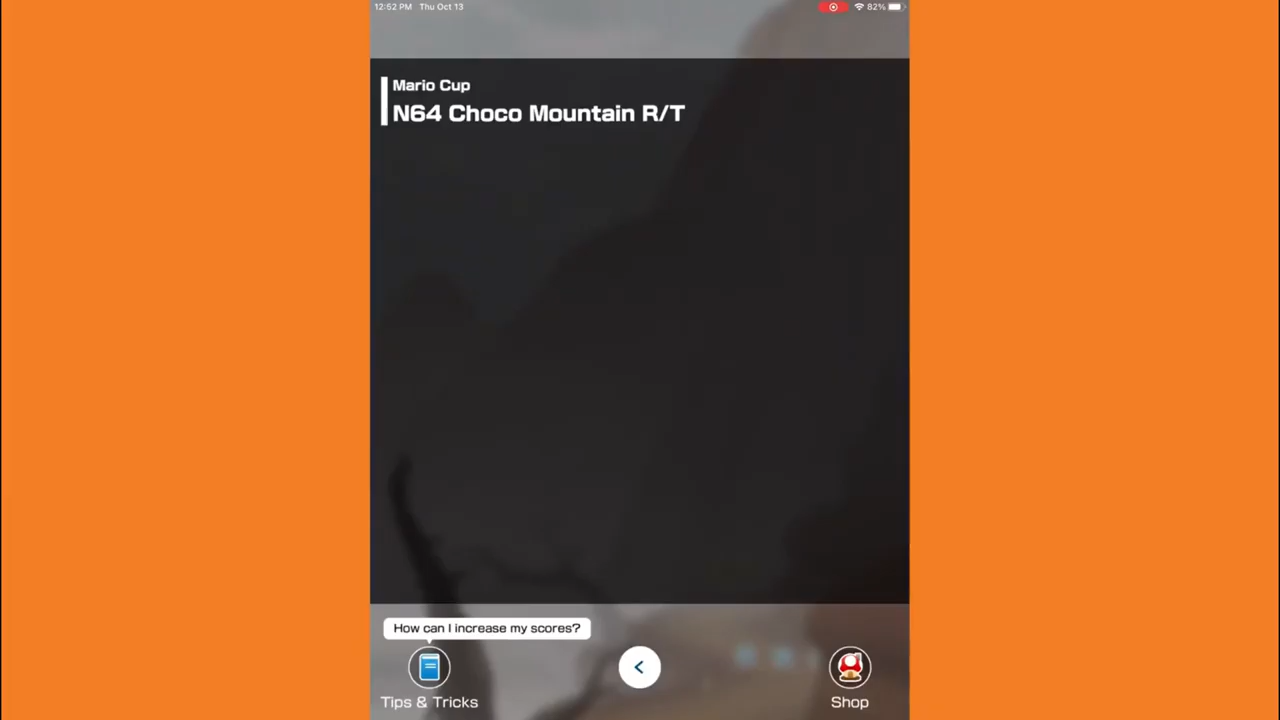 12:52 PM Thu Oct 13
82%
Mario Cup
N64 Choco Mountain R/T
How can I increase my scores?
Tips & Tricks
Shop